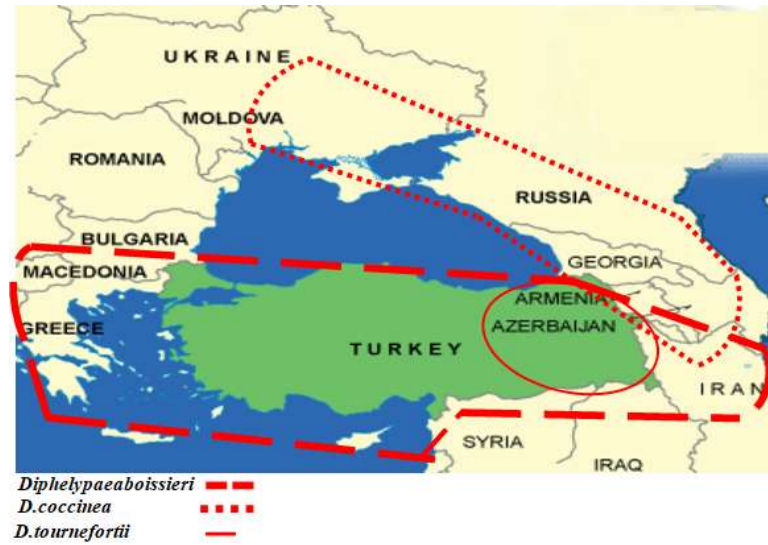 UKRAINE
MOLDOVA
ROMANIA
RUSSIA
BULGARIA
GEORGIA
MACEDONIA
ARMENIA
GREECE
AZERBAIJAN
TURKEY
IRAN
SYRIA
IRAQ
Diphelypaeaboissieri
D.coccinea
D.tournefortii